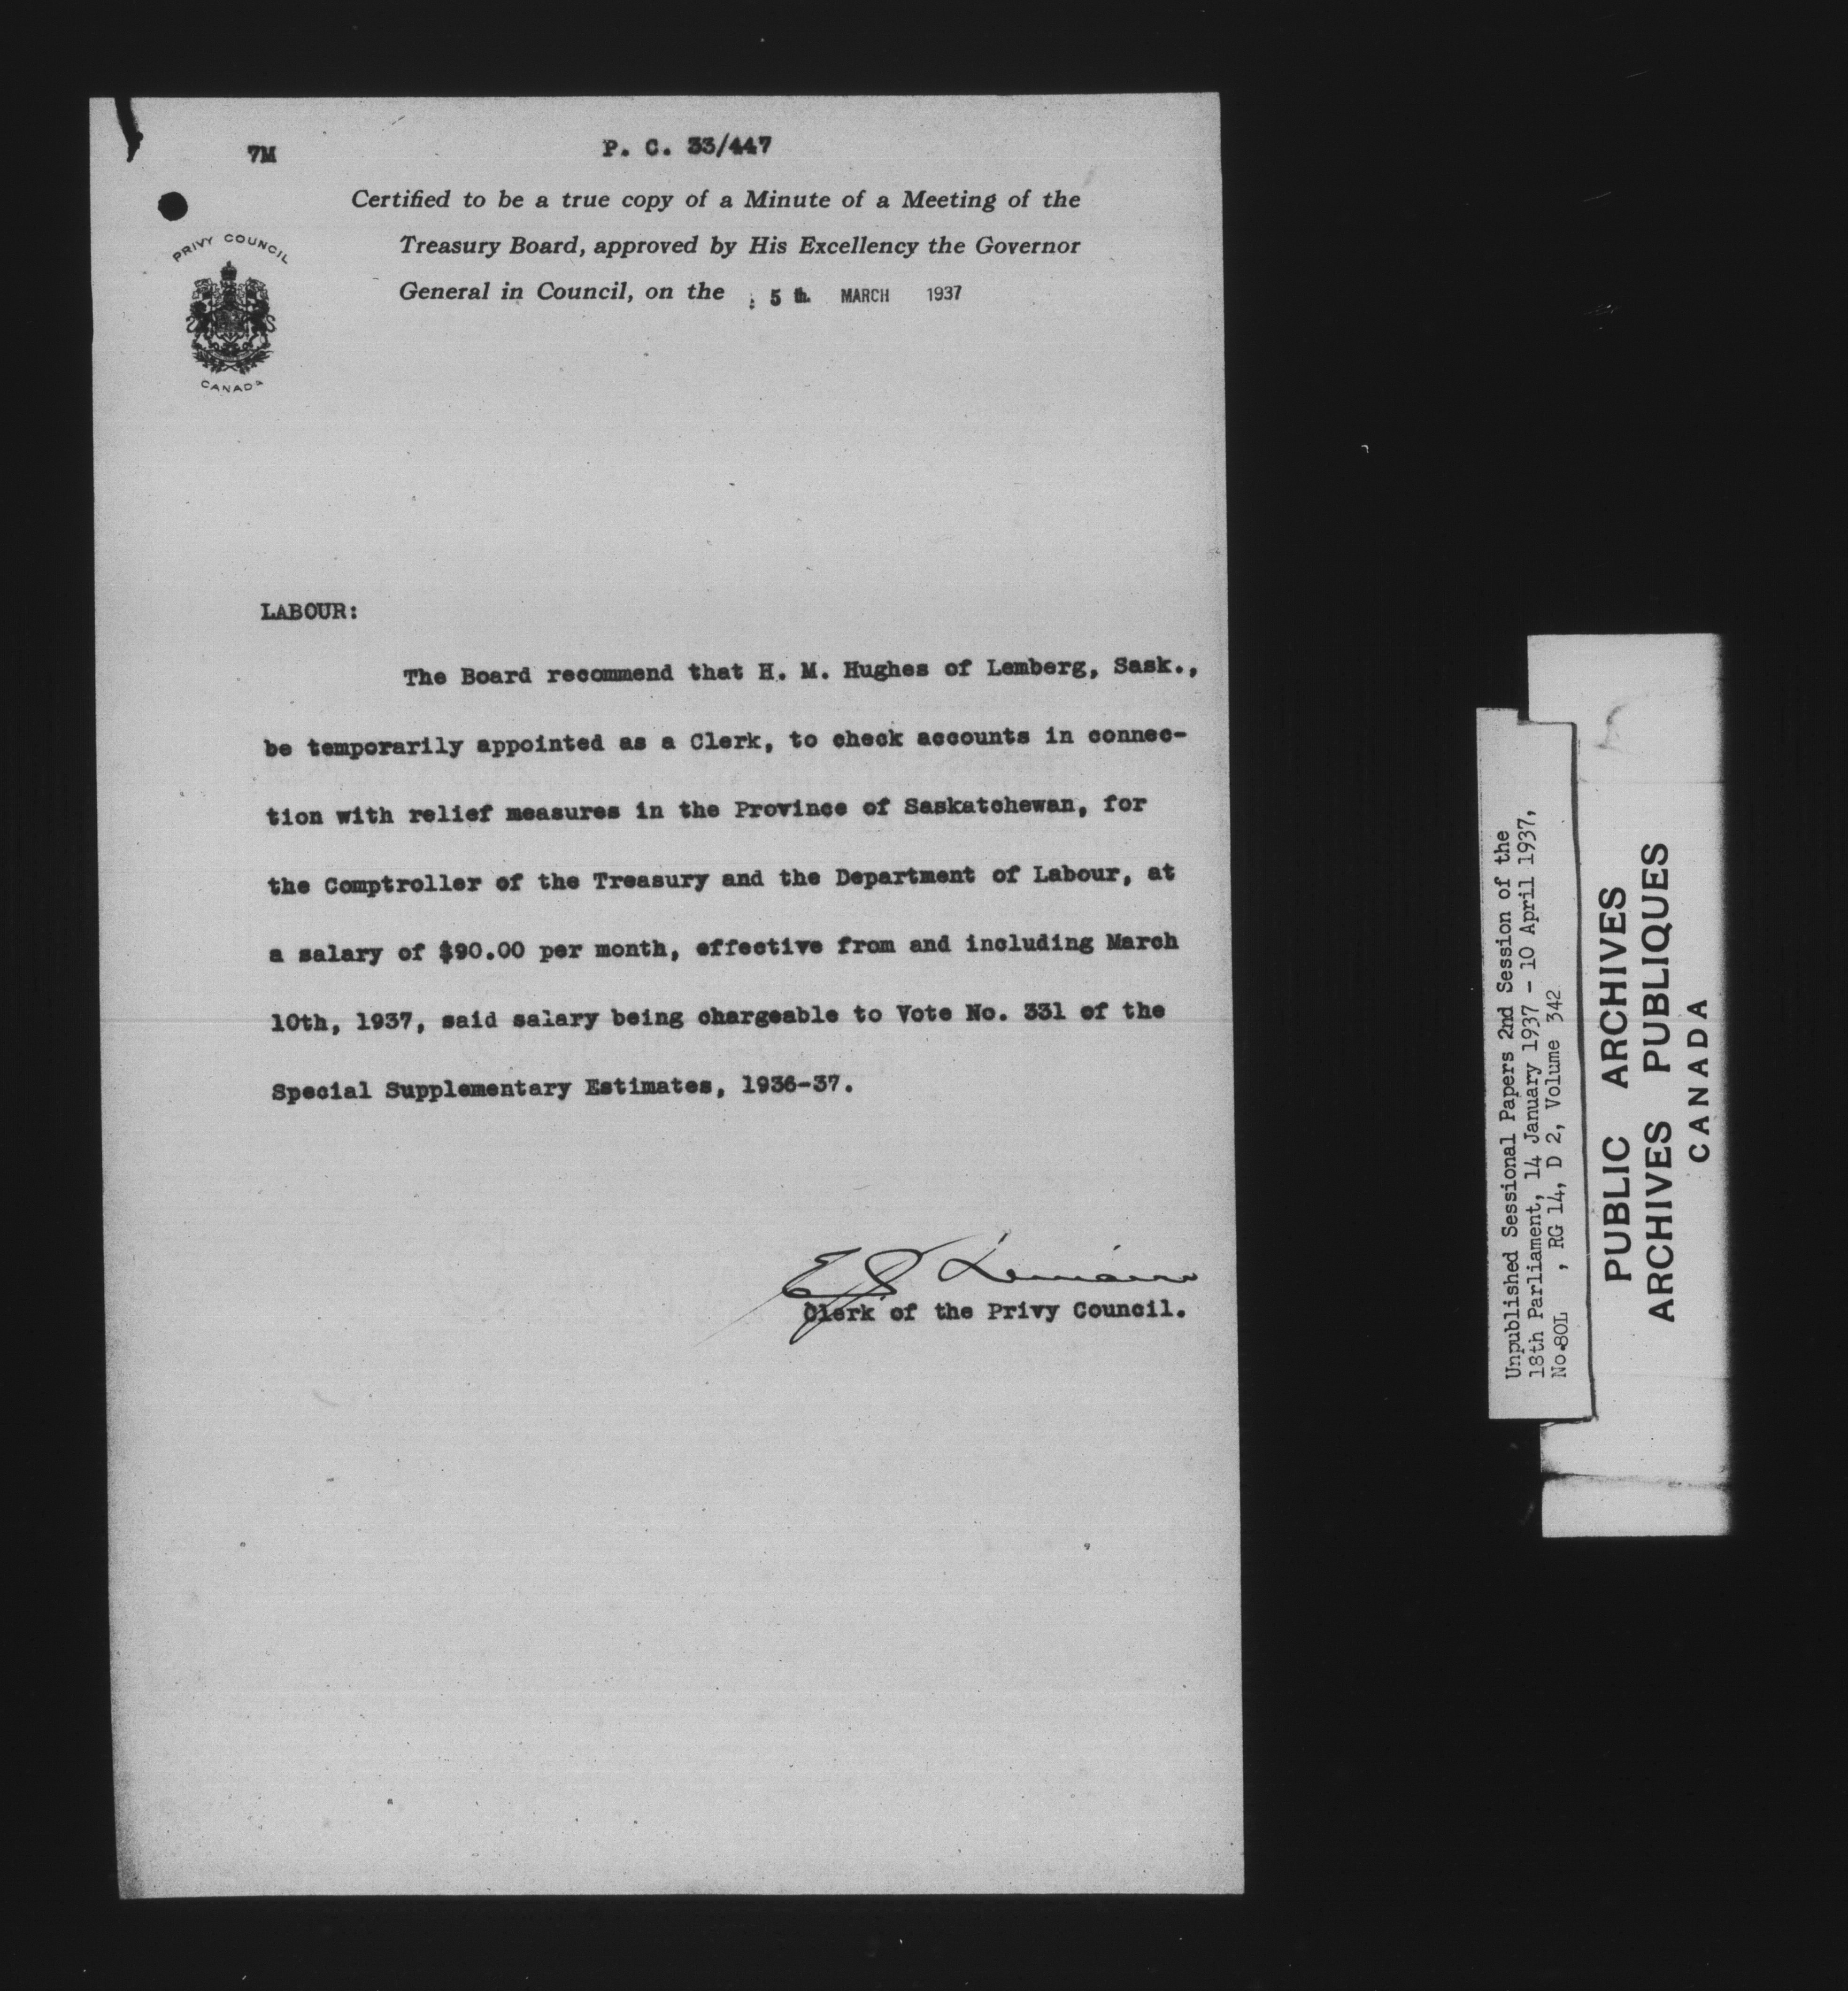 7M
P. C. 33/447
Certified to be a true copy of a Minute of a Meeting of the
Treasury Board, approved by His Excellency the Governor
General in Council, on the 5 th. MARCH 1937
PRIVY COUNCIL
CANADA
LABOUR:
The Board recommend that H. M. Hughes of Lemberg, Sask.,
be temporarily appointed as a Clerk, to check accounts in connec-
tion with relief measures in the Province of Saskatchewan, for
the Comptroller of the Treasury and the Department of Labour, at
a salary of $90.00 per month, effective from and including March
10th, 1937, said salary being chargeable to Vote No. 331 of the
Special Supplementary Estimates, 1936-37.
Clerk of the Privy Council.
Unpublished Sessional Papers 2nd Session of the
18th Parliament, 14 January 1937 - 10 April 1937,
No.80L , RG 14, D 2, Volume 342
PUBLIC ARCHIVES
ARCHIVES PUBLIQUES
CANADA